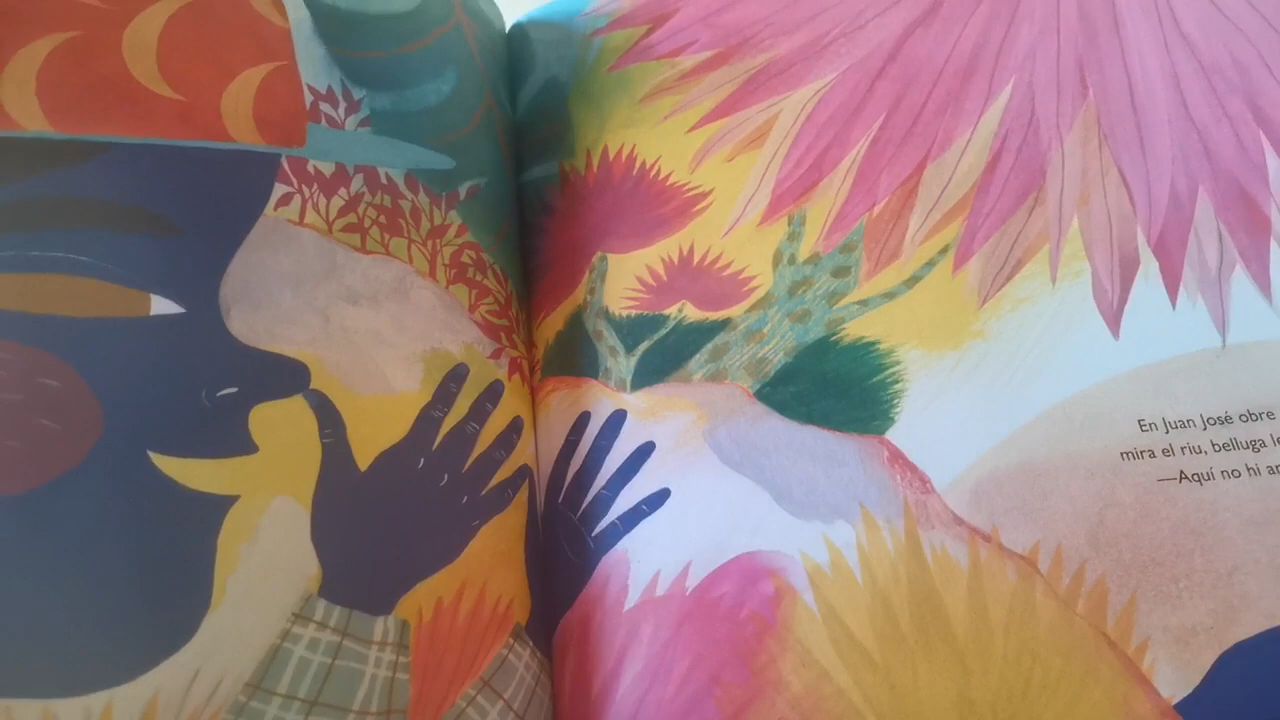 En Juan José obre
mira el riu, belluga
—Aquí no hi